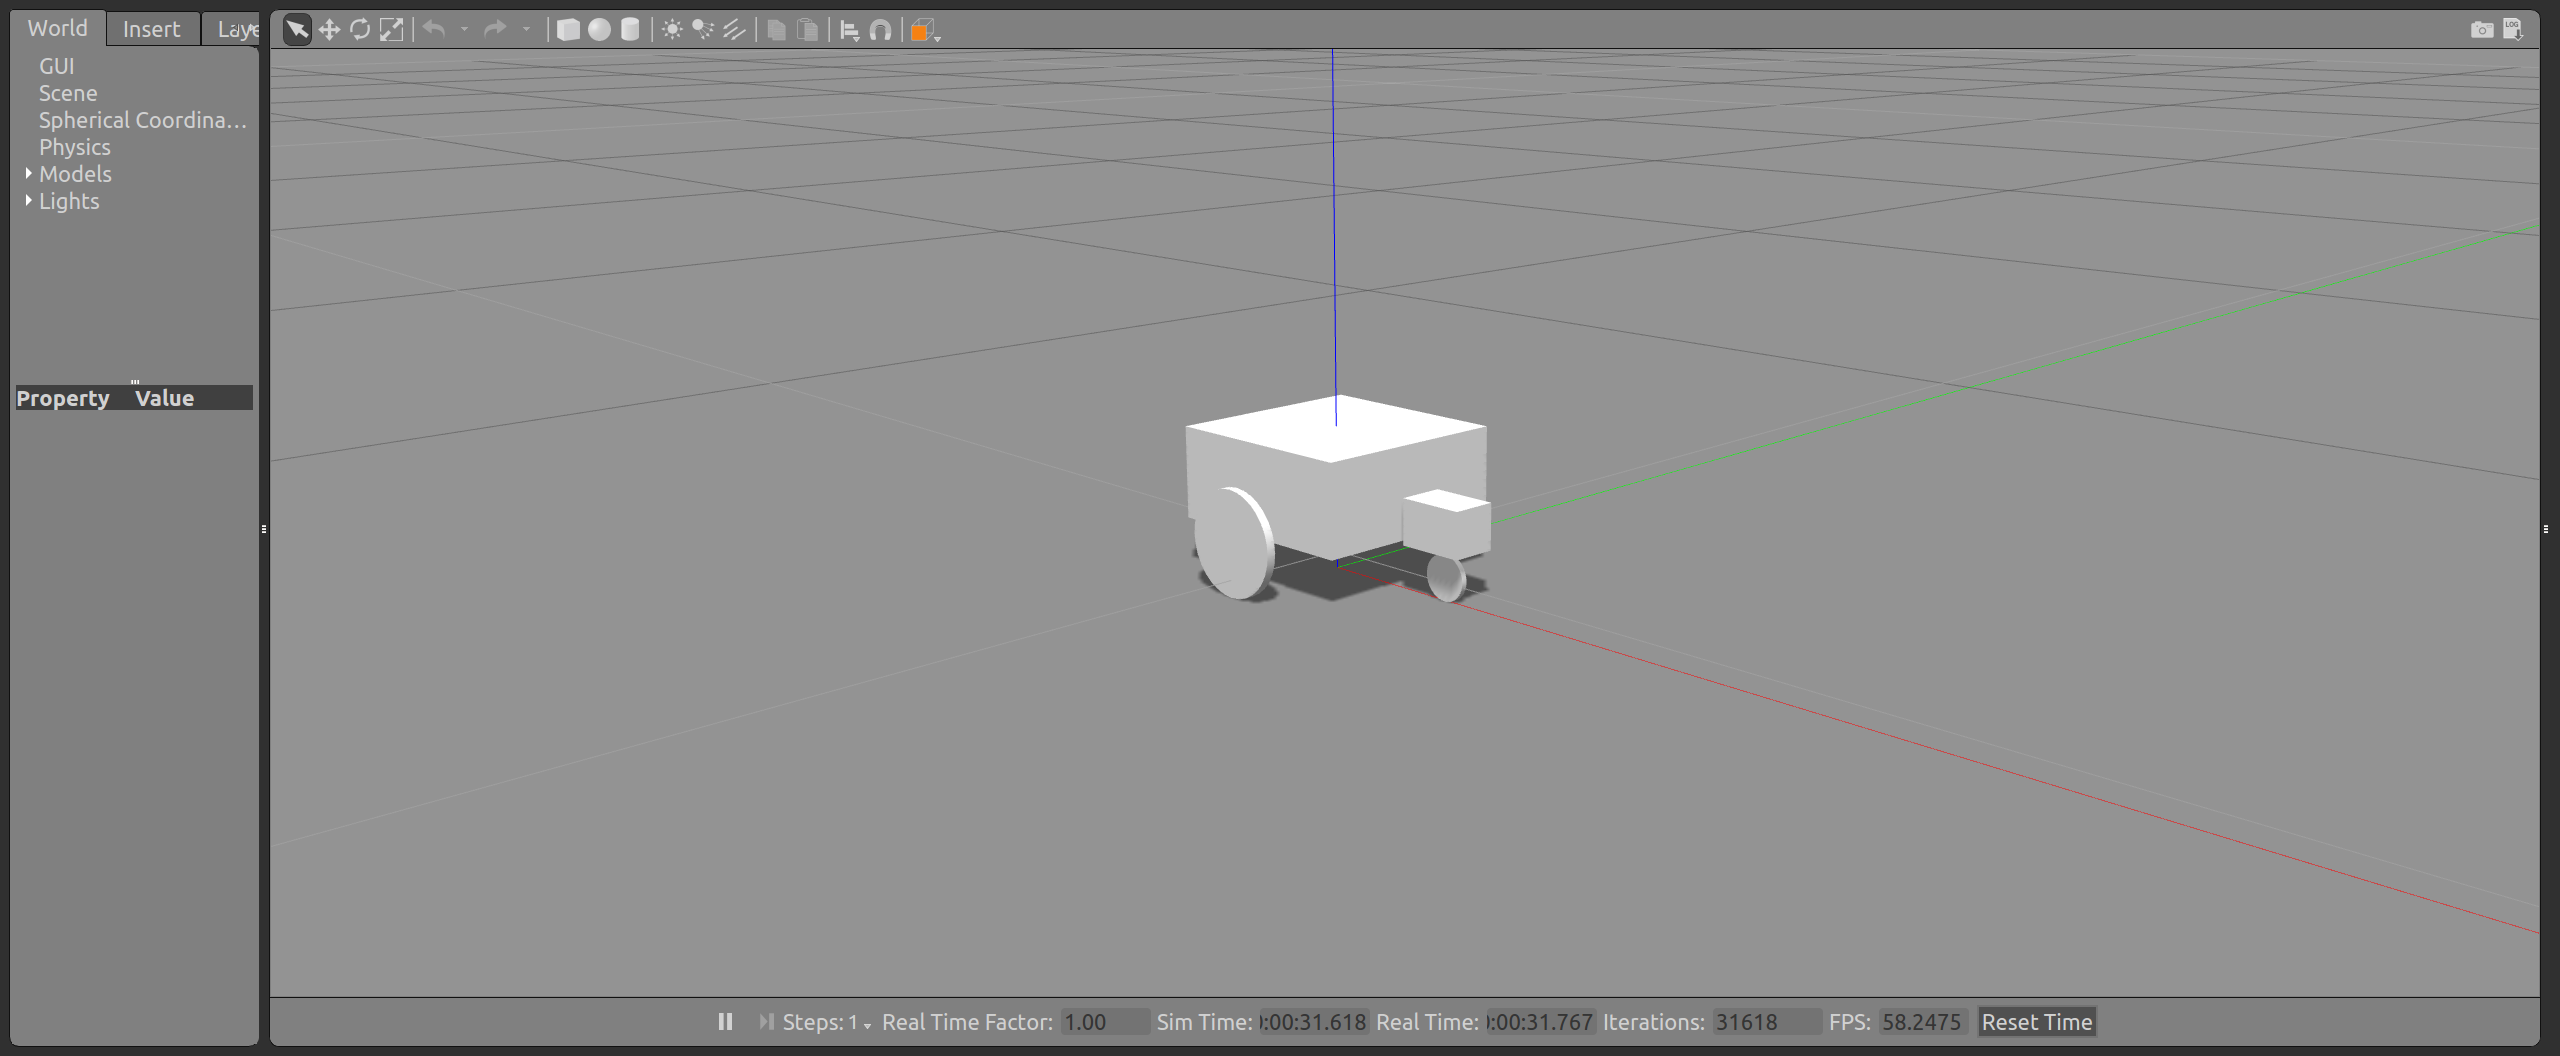 World Insert Laye
GUI
Scene
Spherical Coordina...
Physics
Models
Lights
Property Value
LOG
Steps: 1 Real Time Factor: 1.00 Sim Time: :00:31.618 Real Time: :00:31.767 Iterations: 31618 FPS: 58.2475 Reset Time